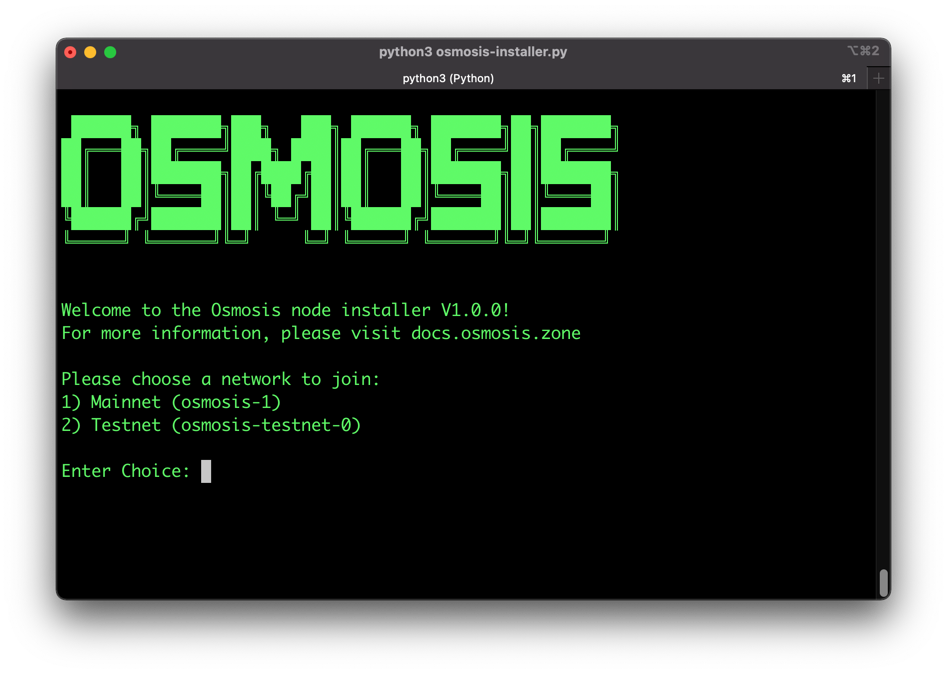 python3 osmosis-installer.py
⌥⌘2
python3 (Python)
⌘1
+
OSMOSIS
Welcome to the Osmosis node installer V1.0.0!
For more information, please visit docs.osmosis.zone
Please choose a network to join:
1) Mainnet (osmosis-1)
2) Testnet (osmosis-testnet-0)
Enter Choice: